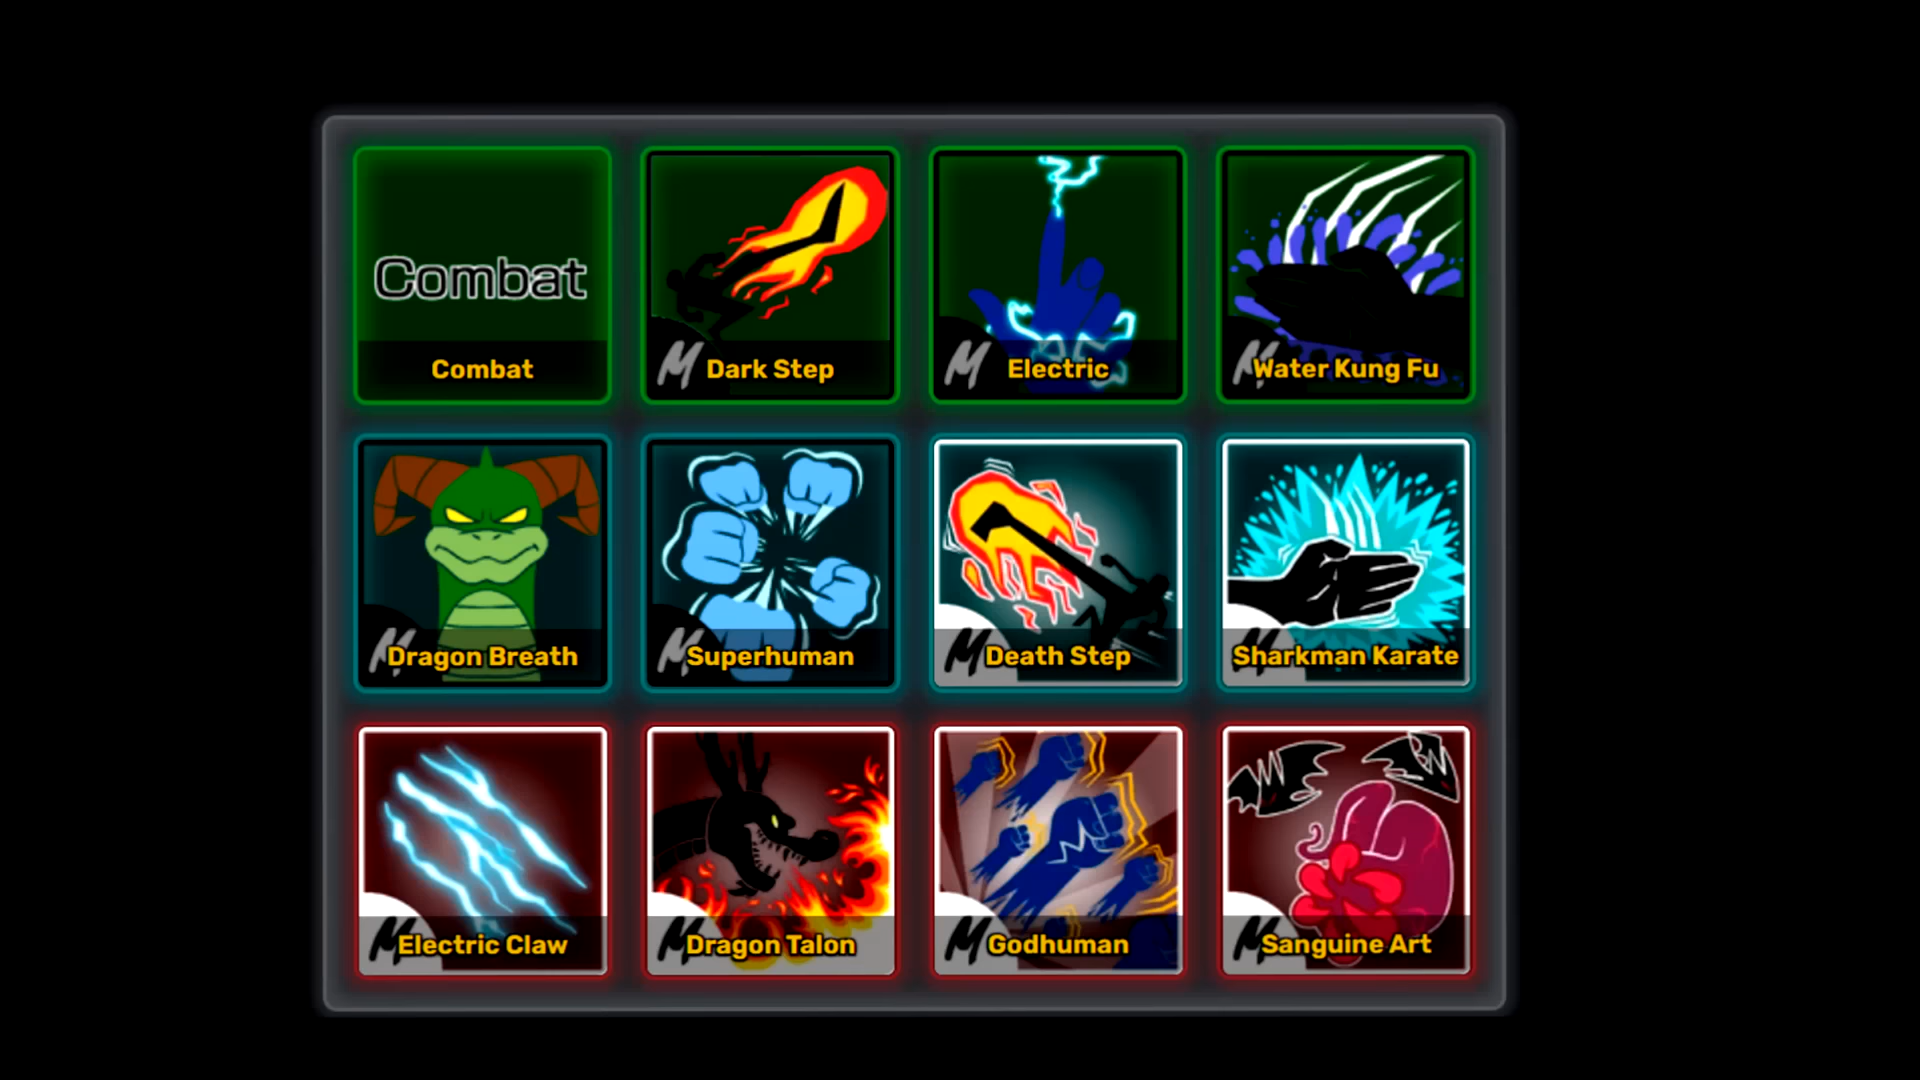 Combat
Combat
M Dark Step
M Electric
M Water Kung Fu
M Dragon Breath
M Superhuman
M Death Step
M Sharkman Karate
M Electric Claw
M Dragon Talon
M Godhuman
M Sanguine Art